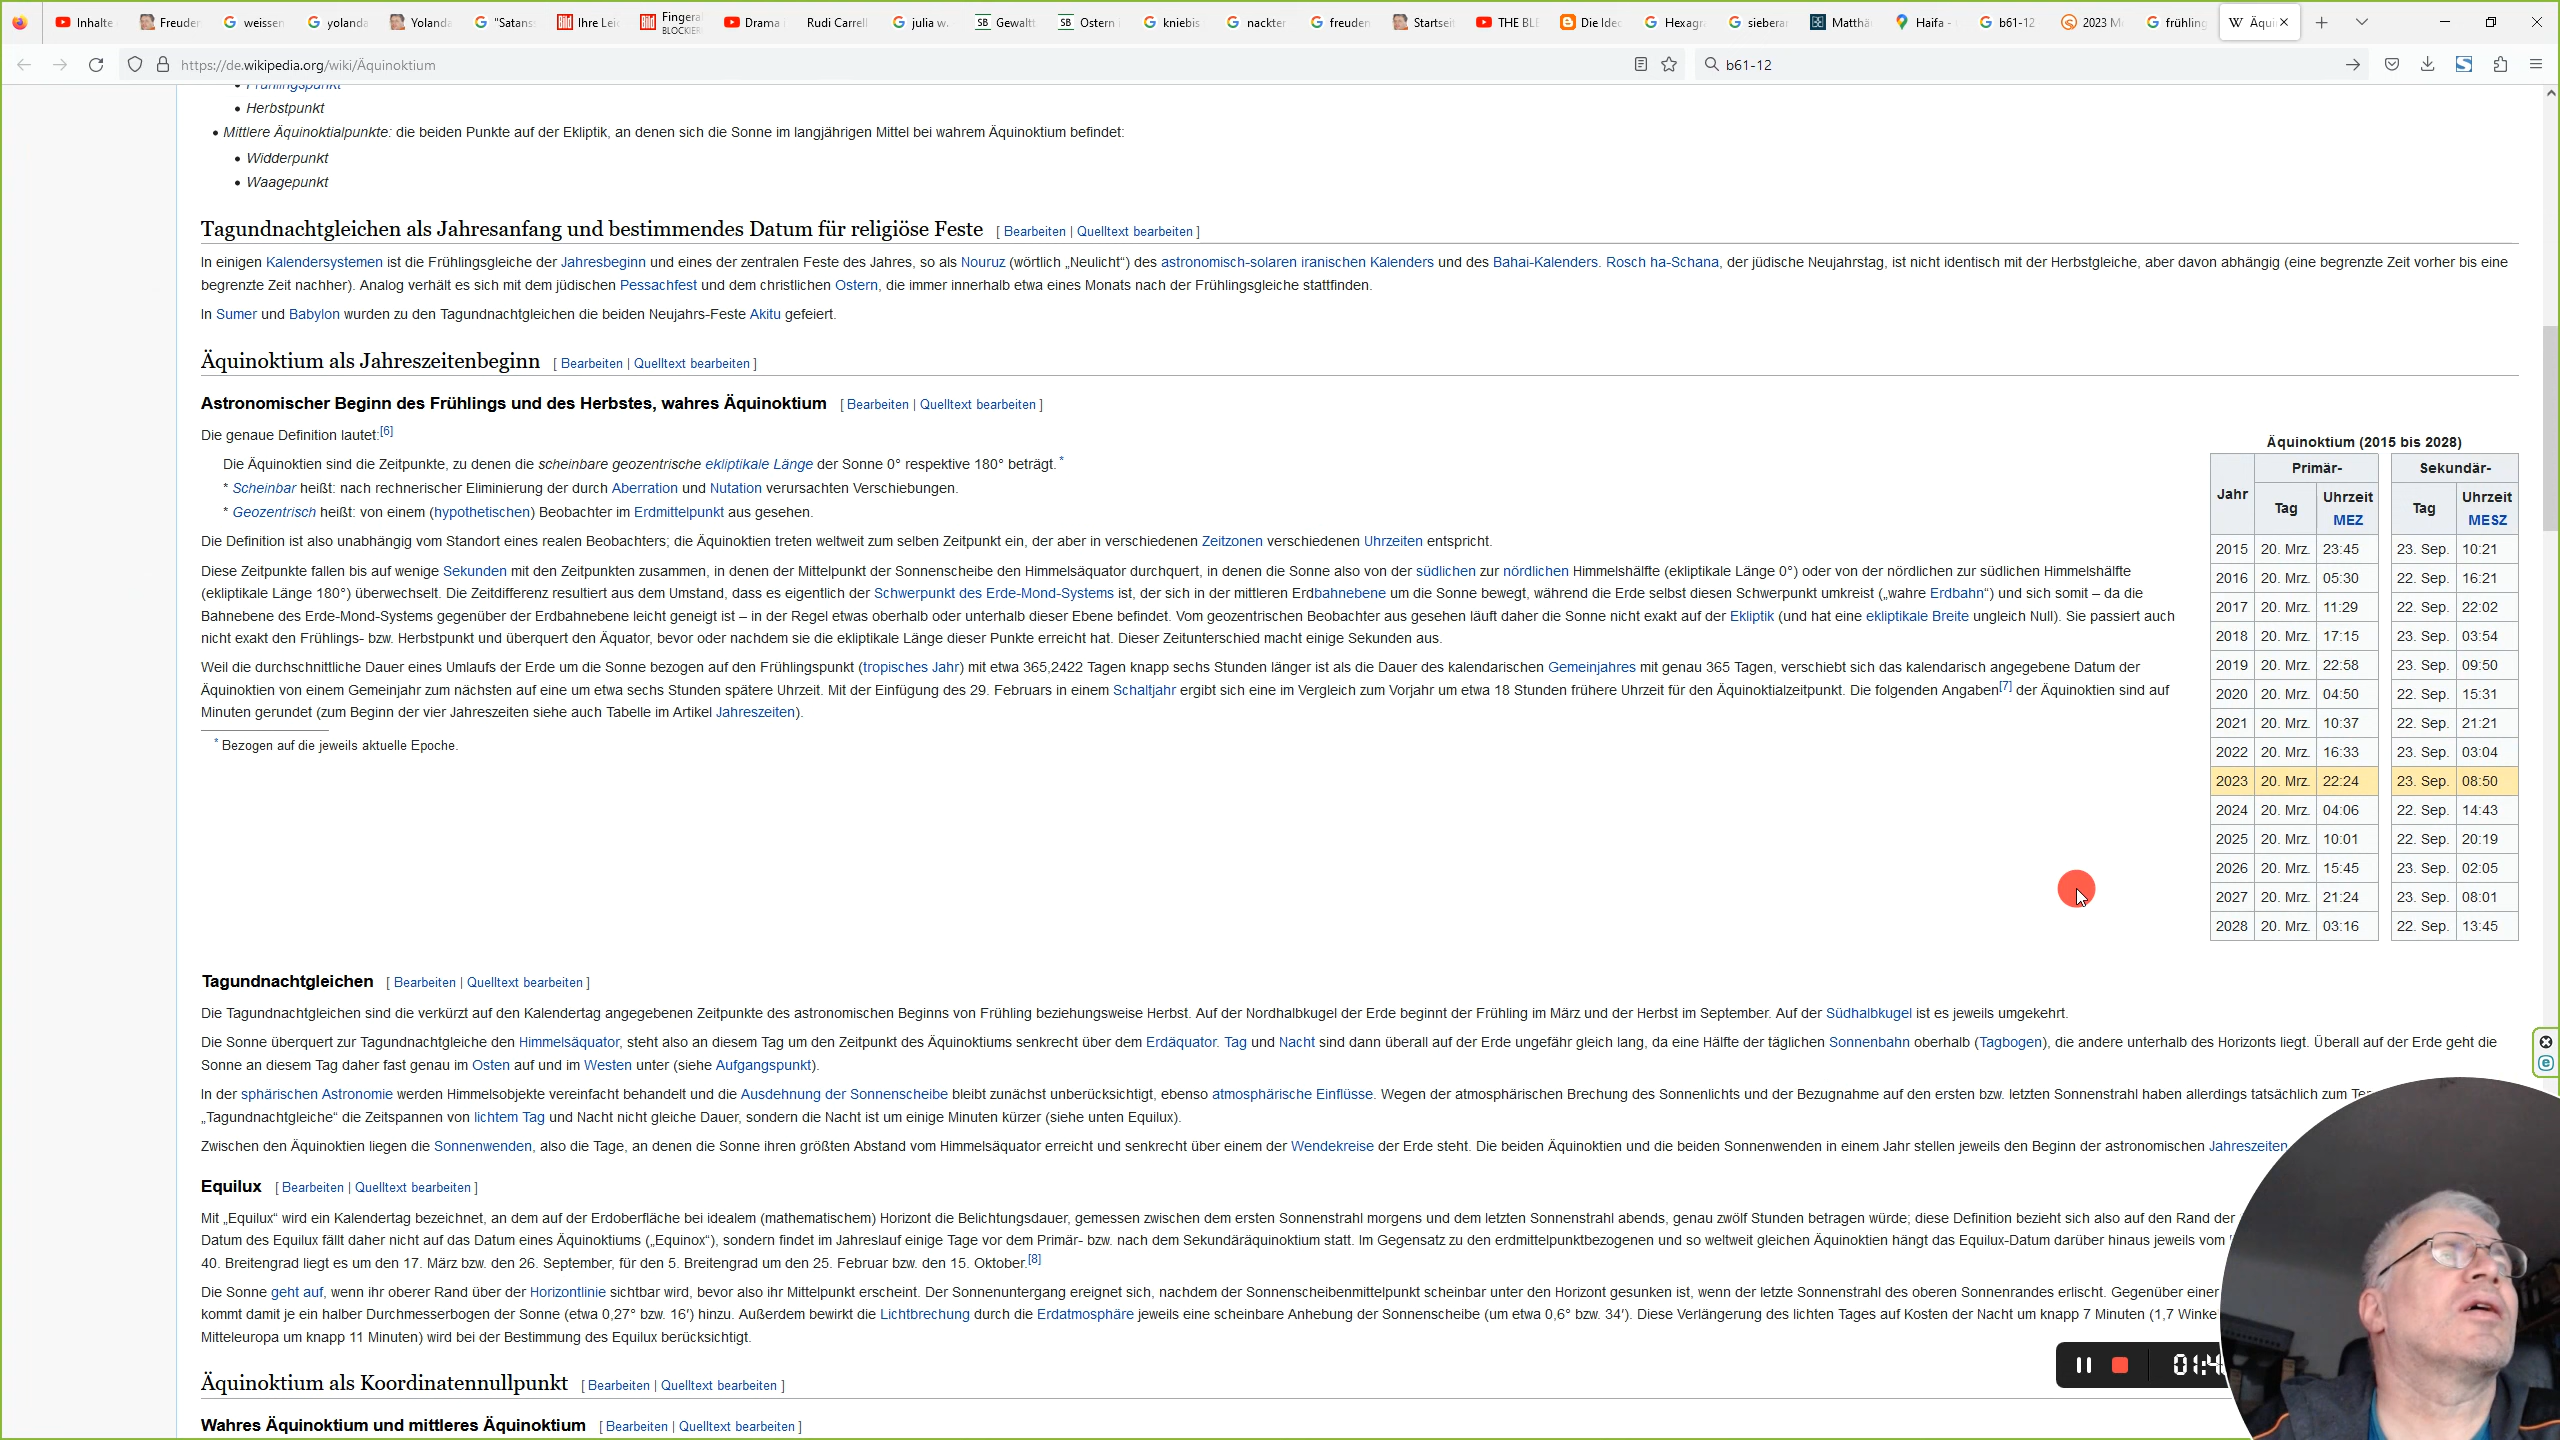 Inhalte
Freuden
weissen
yolanda
Yolanda
"Satans
Ihre Lei
Fingera
BLOCKIER
Drama
Rudi Carrell
julia w.
Gewaltt
Ostern
kniebis
nackter
freuden
Startseit
THE BLI
Die Idec
Hexagr
sieberar
Matthä
Haifa -
b61-12
2023 M
frühling
Äqui
https://de.wikipedia.org/wiki/Äquinoktium
b61-12
• Frühlingspunkt
• Herbstpunkt
• Mittlere Äquinoktialpunkte: die beiden Punkte auf der Ekliptik, an denen sich die Sonne im langjährigen Mittel bei wahrem Äquinoktium befindet:
• Widderpunkt
• Waagepunkt
Tagundnachtgleichen als Jahresanfang und bestimmendes Datum für religiöse Feste [ Bearbeiten | Quelltext bearbeiten ]
In einigen Kalendersystemen ist die Frühlingsgleiche der Jahresbeginn und eines der zentralen Feste des Jahres, so als Nouruz (wörtlich „Neulicht“) des astronomisch-solaren iranischen Kalenders und des Bahai-Kalenders. Rosch ha-Schana, der jüdische Neujahrstag, ist nicht identisch mit der Herbstgleiche, aber davon abhängig (eine begrenzte Zeit vorher bis eine
begrenzte Zeit nachher). Analog verhält es sich mit dem jüdischen Pessachfest und dem christlichen Ostern, die immer innerhalb etwa eines Monats nach der Frühlingsgleiche stattfinden.
In Sumer und Babylon wurden zu den Tagundnachtgleichen die beiden Neujahrs-Feste Akitu gefeiert.
Äquinoktium als Jahreszeitenbeginn [ Bearbeiten | Quelltext bearbeiten ]
Astronomischer Beginn des Frühlings und des Herbstes, wahres Äquinoktium [ Bearbeiten | Quelltext bearbeiten ]
Die genaue Definition lautet:[6]
Die Äquinoktien sind die Zeitpunkte, zu denen die scheinbare geozentrische ekliptikale Länge der Sonne 0° respektive 180° beträgt. *
* Scheinbar heißt: nach rechnerischer Eliminierung der durch Aberration und Nutation verursachten Verschiebungen.
* Geozentrisch heißt: von einem (hypothetischen) Beobachter im Erdmittelpunkt aus gesehen.
Die Definition ist also unabhängig vom Standort eines realen Beobachters; die Äquinoktien treten weltweit zum selben Zeitpunkt ein, der aber in verschiedenen Zeitzonen verschiedenen Uhrzeiten entspricht.
Diese Zeitpunkte fallen bis auf wenige Sekunden mit den Zeitpunkten zusammen, in denen der Mittelpunkt der Sonnenscheibe den Himmelsäquator durchquert, in denen die Sonne also von der südlichen zur nördlichen Himmelshälfte (ekliptikale Länge 0°) oder von der nördlichen zur südlichen Himmelshälfte
(ekliptikale Länge 180°) überwechselt. Die Zeitdifferenz resultiert aus dem Umstand, dass es eigentlich der Schwerpunkt des Erde-Mond-Systems ist, der sich in der mittleren Erdbahnebene um die Sonne bewegt, während die Erde selbst diesen Schwerpunkt umkreist („wahre Erdbahn“) und sich somit – da die
Bahnebene des Erde-Mond-Systems gegenüber der Erdbahnebene leicht geneigt ist – in der Regel etwas oberhalb oder unterhalb dieser Ebene befindet. Vom geozentrischen Beobachter aus gesehen läuft daher die Sonne nicht exakt auf der Ekliptik (und hat eine ekliptikale Breite ungleich Null). Sie passiert auch
nicht exakt den Frühlings- bzw. Herbstpunkt und überquert den Äquator, bevor oder nachdem sie die ekliptikale Länge dieser Punkte erreicht hat. Dieser Zeitunterschied macht einige Sekunden aus.
Weil die durchschnittliche Dauer eines Umlaufs der Erde um die Sonne bezogen auf den Frühlingspunkt (tropisches Jahr) mit etwa 365,2422 Tagen knapp sechs Stunden länger ist als die Dauer des kalendarischen Gemeinjahres mit genau 365 Tagen, verschiebt sich das kalendarisch angegebene Datum der
Äquinoktien von einem Gemeinjahr zum nächsten auf eine um etwa sechs Stunden spätere Uhrzeit. Mit der Einfügung des 29. Februars in einem Schaltjahr ergibt sich eine im Vergleich zum Vorjahr um etwa 18 Stunden frühere Uhrzeit für den Äquinoktialzeitpunkt. Die folgenden Angaben[7] der Äquinoktien sind auf
Minuten gerundet (zum Beginn der vier Jahreszeiten siehe auch Tabelle im Artikel Jahreszeiten).
* Bezogen auf die jeweils aktuelle Epoche.
Äquinoktium (2015 bis 2028)
Jahr Primär- Sekundär-
Tag Uhrzeit MEZ Tag Uhrzeit MESZ
2015 20. Mrz. 23:45 23. Sep. 10:21
2016 20. Mrz. 05:30 22. Sep. 16:21
2017 20. Mrz. 11:29 22. Sep. 22:02
2018 20. Mrz. 17:15 23. Sep. 03:54
2019 20. Mrz. 22:58 23. Sep. 09:50
2020 20. Mrz. 04:50 22. Sep. 15:31
2021 20. Mrz. 10:37 22. Sep. 21:21
2022 20. Mrz. 16:33 23. Sep. 03:04
2023 20. Mrz. 22:24 23. Sep. 08:50
2024 20. Mrz. 04:06 22. Sep. 14:43
2025 20. Mrz. 10:01 22. Sep. 20:19
2026 20. Mrz. 15:45 23. Sep. 02:05
2027 20. Mrz. 21:24 23. Sep. 08:01
2028 20. Mrz. 03:16 22. Sep. 13:45
Tagundnachtgleichen [ Bearbeiten | Quelltext bearbeiten ]
Die Tagundnachtgleichen sind die verkürzt auf den Kalendertag angegebenen Zeitpunkte des astronomischen Beginns von Frühling beziehungsweise Herbst. Auf der Nordhalbkugel der Erde beginnt der Frühling im März und der Herbst im September. Auf der Südhalbkugel ist es jeweils umgekehrt.
Die Sonne überquert zur Tagundnachtgleiche den Himmelsäquator, steht also an diesem Tag um den Zeitpunkt des Äquinoktiums senkrecht über dem Erdäquator. Tag und Nacht sind dann überall auf der Erde ungefähr gleich lang, da eine Hälfte der täglichen Sonnenbahn oberhalb (Tagbogen), die andere unterhalb des Horizonts liegt. Überall auf der Erde geht die
Sonne an diesem Tag daher fast genau im Osten auf und im Westen unter (siehe Aufgangspunkt).
In der sphärischen Astronomie werden Himmelsobjekte vereinfacht behandelt und die Ausdehnung der Sonnenscheibe bleibt zunächst unberücksichtigt, ebenso atmosphärische Einflüsse. Wegen der atmosphärischen Brechung des Sonnenlichts und der Bezugnahme auf den ersten bzw. letzten Sonnenstrahl haben allerdings tatsächlich zum
„Tagundnachtgleiche“ die Zeitspannen von lichtem Tag und Nacht nicht gleiche Dauer, sondern die Nacht ist um einige Minuten kürzer (siehe unten Equilux).
Zwischen den Äquinoktien liegen die Sonnenwenden, also die Tage, an denen die Sonne ihren größten Abstand vom Himmelsäquator erreicht und senkrecht über einem der Wendekreise der Erde steht. Die beiden Äquinoktien und die beiden Sonnenwenden in einem Jahr stellen jeweils den Beginn der astronomischen Jahreszeiten
Equilux [ Bearbeiten | Quelltext bearbeiten ]
Mit „Equilux“ wird ein Kalendertag bezeichnet, an dem auf der Erdoberfläche bei idealem (mathematischem) Horizont die Belichtungsdauer, gemessen zwischen dem ersten Sonnenstrahl morgens und dem letzten Sonnenstrahl abends, genau zwölf Stunden betragen würde; diese Definition bezieht sich also auf den Rand der
Datum des Equilux fällt daher nicht auf das Datum eines Äquinoktiums („Equinox“), sondern findet im Jahreslauf einige Tage vor dem Primär- bzw. nach dem Sekundäräquinoktium statt. Im Gegensatz zu den erdmittelpunktbezogenen und so weltweit gleichen Äquinoktien hängt das Equilux-Datum darüber hinaus jeweils vom
40. Breitengrad liegt es um den 17. März bzw. den 26. September, für den 5. Breitengrad um den 25. Februar bzw. den 15. Oktober.[8]
Die Sonne geht auf, wenn ihr oberer Rand über der Horizontlinie sichtbar wird, bevor also ihr Mittelpunkt erscheint. Der Sonnenuntergang ereignet sich, nachdem der Sonnenscheibenmittelpunkt scheinbar unter den Horizont gesunken ist, wenn der letzte Sonnenstrahl des oberen Sonnenrandes erlischt. Gegenüber einer
kommt damit je ein halber Durchmesserbogen der Sonne (etwa 0,27° bzw. 16′) hinzu. Außerdem bewirkt die Lichtbrechung durch die Erdatmosphäre jeweils eine scheinbare Anhebung der Sonnenscheibe (um etwa 0,6° bzw. 34′). Diese Verlängerung des lichten Tages auf Kosten der Nacht um knapp 7 Minuten (1,7 Winke
Mitteleuropa um knapp 11 Minuten) wird bei der Bestimmung des Equilux berücksichtigt.
01:4
Äquinoktium als Koordinatennullpunkt [ Bearbeiten | Quelltext bearbeiten ]
Wahres Äquinoktium und mittleres Äquinoktium [ Bearbeiten | Quelltext bearbeiten ]